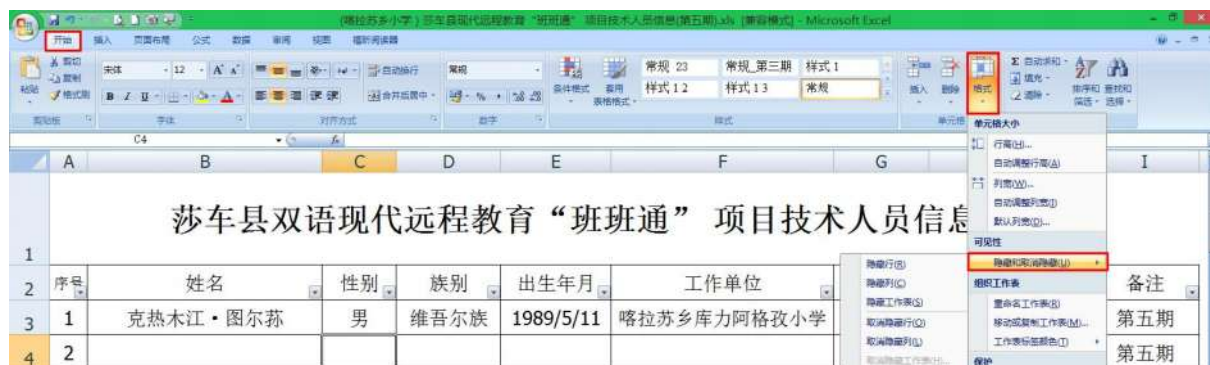 (喀拉苏乡小学)莎车县现代远程教育“班班通” 项目技术人员信息(第五期).xls [兼容模式] - Microsoft Excel
开始 插入 页面布局 公式 数据 审阅 视图 福昕阅读器
剪切 宋体 12 自动换行 常规 常规 23 常规_第三期 样式 1 Σ 自动求和
复制 填充
粘贴 格式刷 B I U 合并后居中 % 条件格式 套用表格格式 样式 12 样式 13 常规 插入 删除 格式 清除 排序和筛选 查找和选择
剪贴板 字体 对齐方式 数字 样式 单元格
C4 fx
A B C D E F G I
单元格大小
行高(H)...
自动调整行高(A)
列宽(W)...
自动调整列宽(I)
默认列宽(D)...
可见性
隐藏和取消隐藏(U)
组织工作表
重命名工作表(R)
移动或复制工作表(M)...
工作表标签颜色(T)
保护
隐藏行(R)
隐藏列(C)
隐藏工作表(S)
取消隐藏行(O)
取消隐藏列(L)
取消隐藏工作表(H)...
1 莎车县双语现代远程教育“班班通” 项目技术人员信息
2 序号 姓名 性别 族别 出生年月 工作单位 备注
3 1 克热木江·图尔荪 男 维吾尔族 1989/5/11 喀拉苏乡库力阿格孜小学 第五期
4 2 第五期